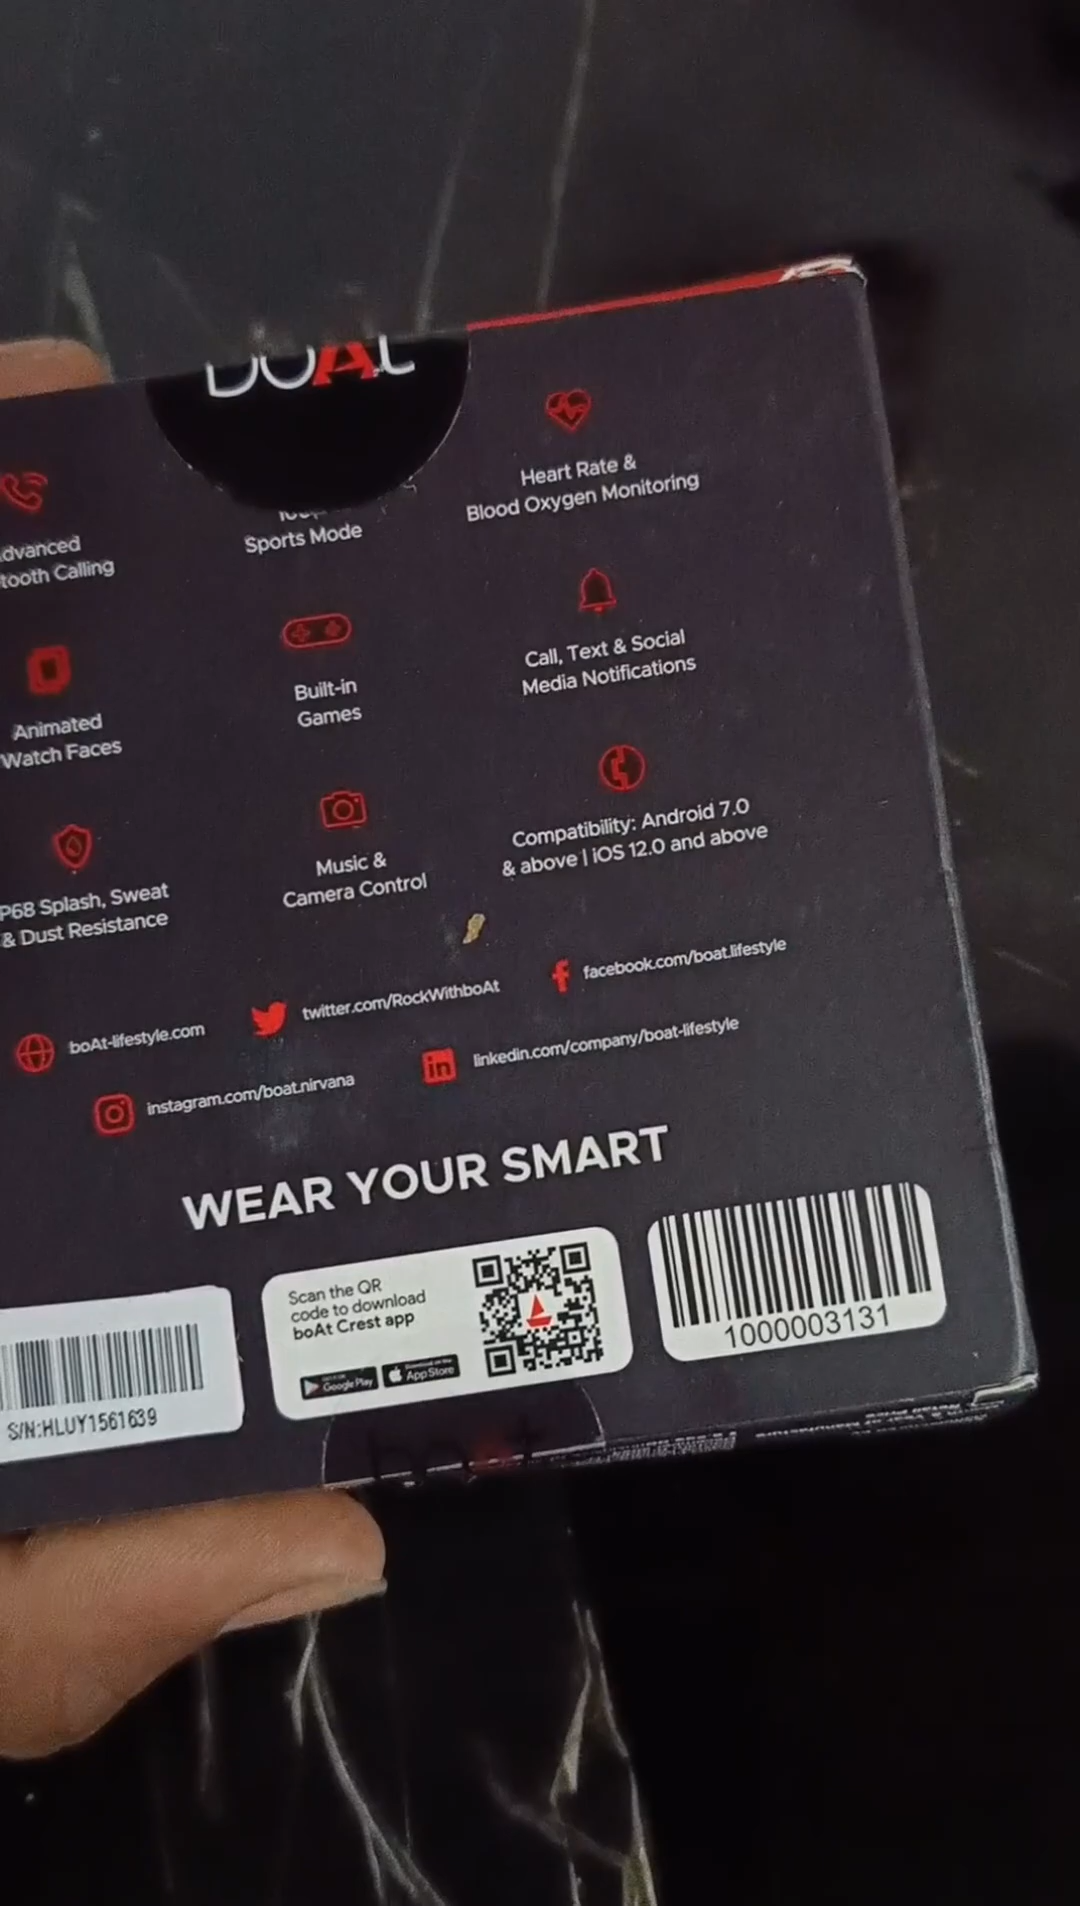 boAt
Heart Rate &
Blood Oxygen Monitoring
Sports Mode
dvanced
tooth Calling
Call, Text & Social
Media Notifications
Built-in
Games
Animated
Watch Faces
Compatibility: Android 7.0
& above | iOS 12.0 and above
Music &
Camera Control
P68 Splash, Sweat
& Dust Resistance
facebook.com/boat.lifestyle
twitter.com/RockWithboAt
boAt-lifestyle.com
linkedin.com/company/boat-lifestyle
instagram.com/boat.nirvana
WEAR YOUR SMART
Scan the QR
code to download
boAt Crest app
Google Play
App Store
1000003131
S/N:HLUY1561639